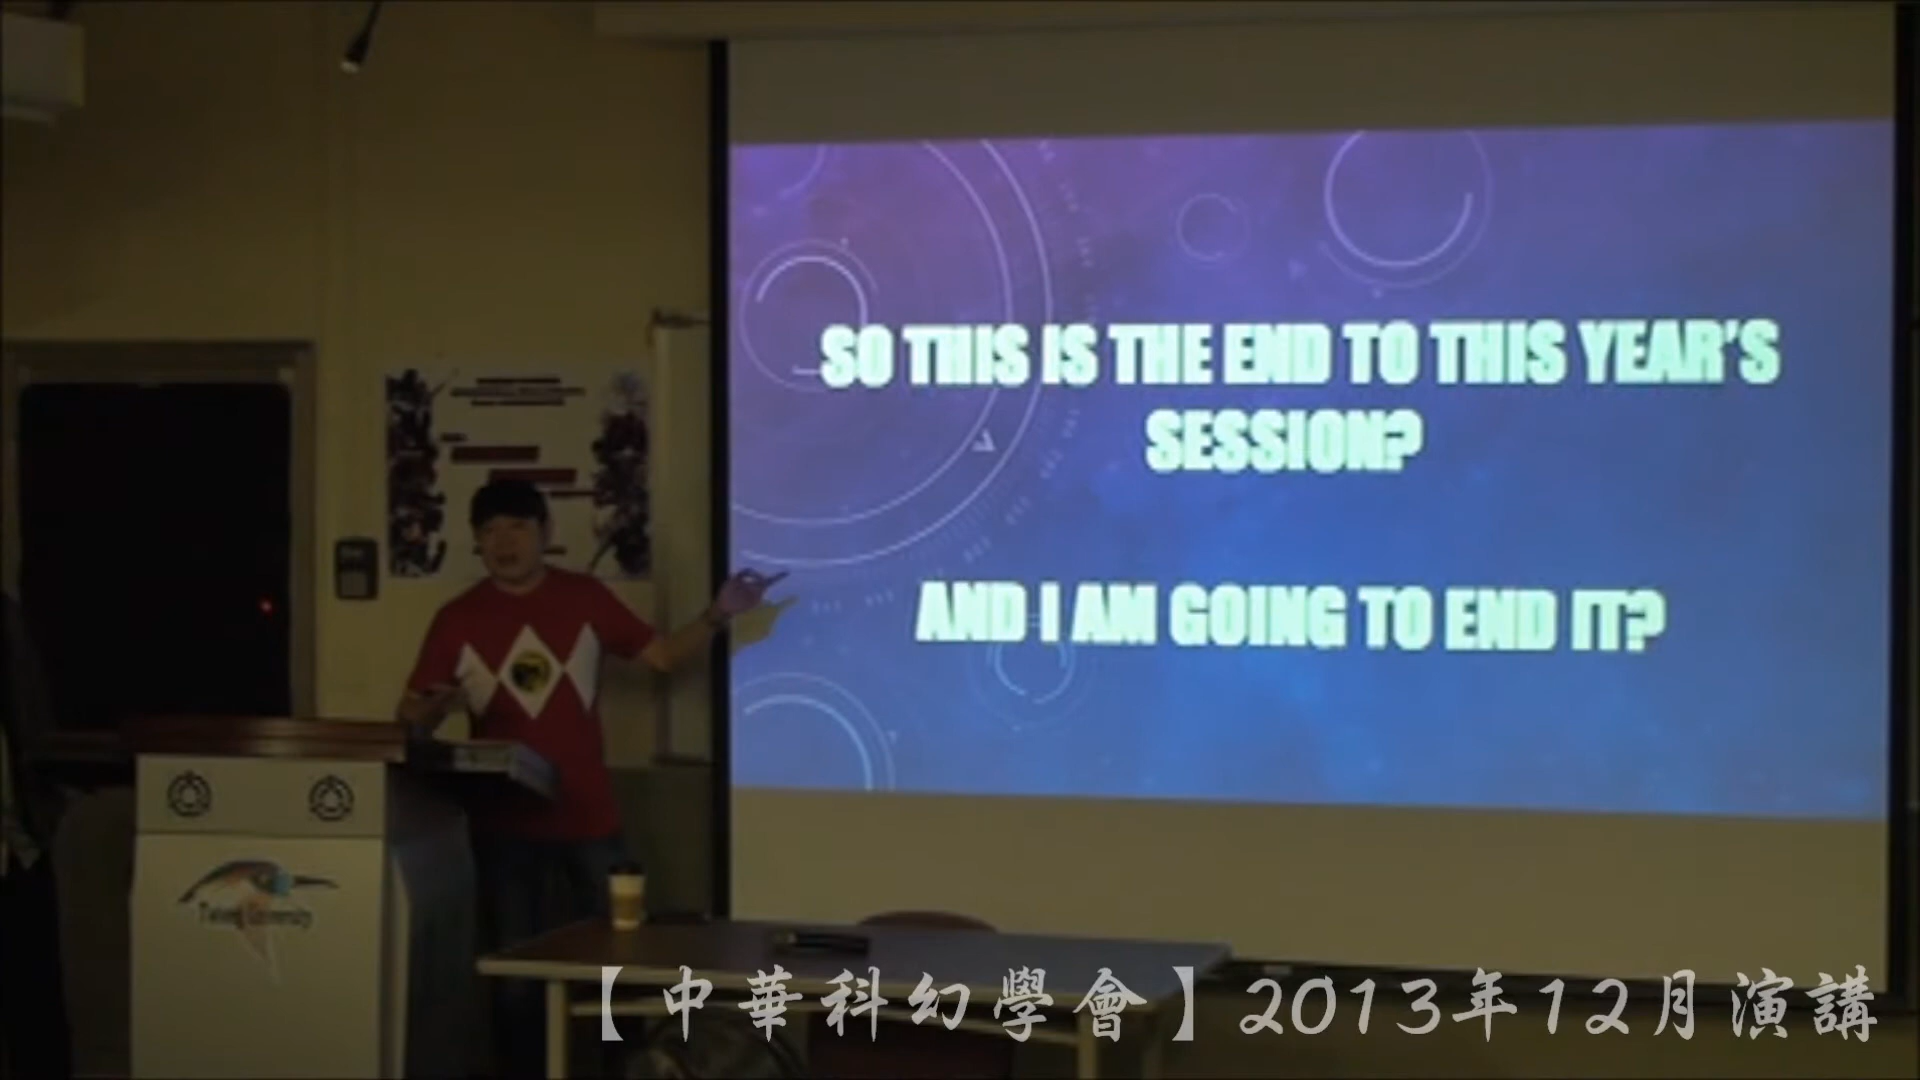 SO THIS IS THE END TO THIS YEAR'S
SESSION?
AND I AM GOING TO END IT?
【中華科幻學會】2013年12月演講